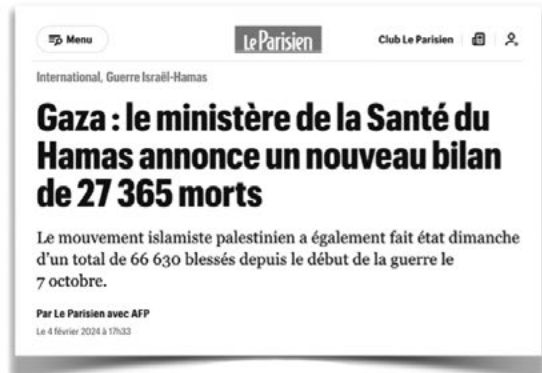 Menu
Le Parisien
Club Le Parisien
International, Guerre Israël-Hamas
Gaza : le ministère de la Santé du
Hamas annonce un nouveau bilan
de 27 365 morts
Le mouvement islamiste palestinien a également fait état dimanche
d’un total de 66 630 blessés depuis le début de la guerre le
7 octobre.
Par Le Parisien avec AFP
Le 4 février 2024 à 17h33